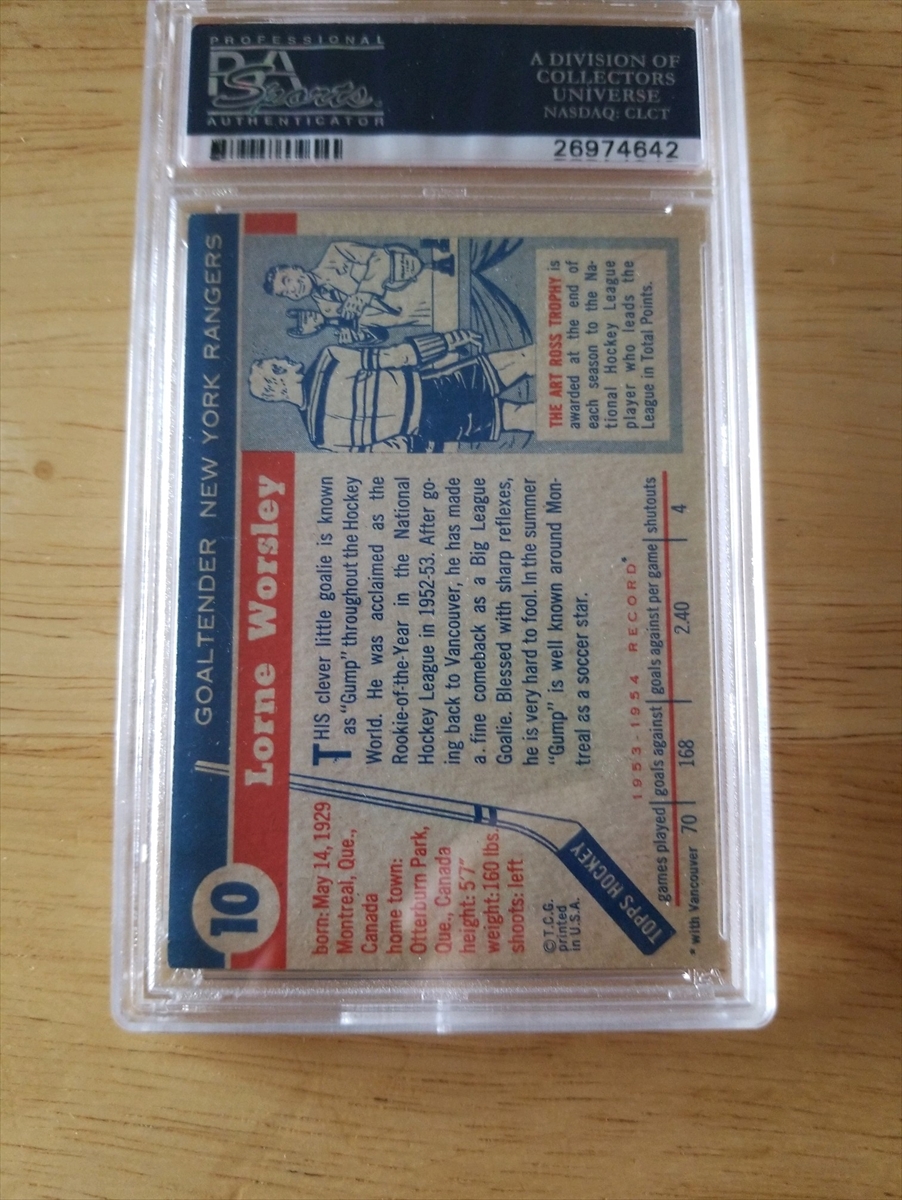 PROFESSIONAL
PSA
Sports
AUTHENTICATOR
A DIVISION OF
COLLECTORS
UNIVERSE
NASDAQ: CLCT
26974642
10
GOALTENDER NEW YORK RANGERS
Lorne Worsley
born: May 14, 1929
Montreal, Que.,
Canada
home town:
Otterburn Park,
Que., Canada
height: 5'7"
weight: 160 lbs.
shoots: left
© T.C.G.
printed
in U.S.A.
TOPPS HOCKEY
THIS clever little goalie is known
as "Gump" throughout the Hockey
World. He was acclaimed as the
Rookie-of-the-Year in the National
Hockey League in 1952-53. After go-
ing back to Vancouver, he has made
a fine comeback as a Big League
Goalie. Blessed with sharp reflexes,
he is very hard to fool. In the summer
"Gump" is well known around Mon-
treal as a soccer star.
THE ART ROSS TROPHY is
awarded at the end of
each season to the Na-
tional Hockey League
player who leads the
League in Total Points.
1953-1954 RECORD*
games played goals against goals against per game shutouts
70 168 2.40 4
* with Vancouver